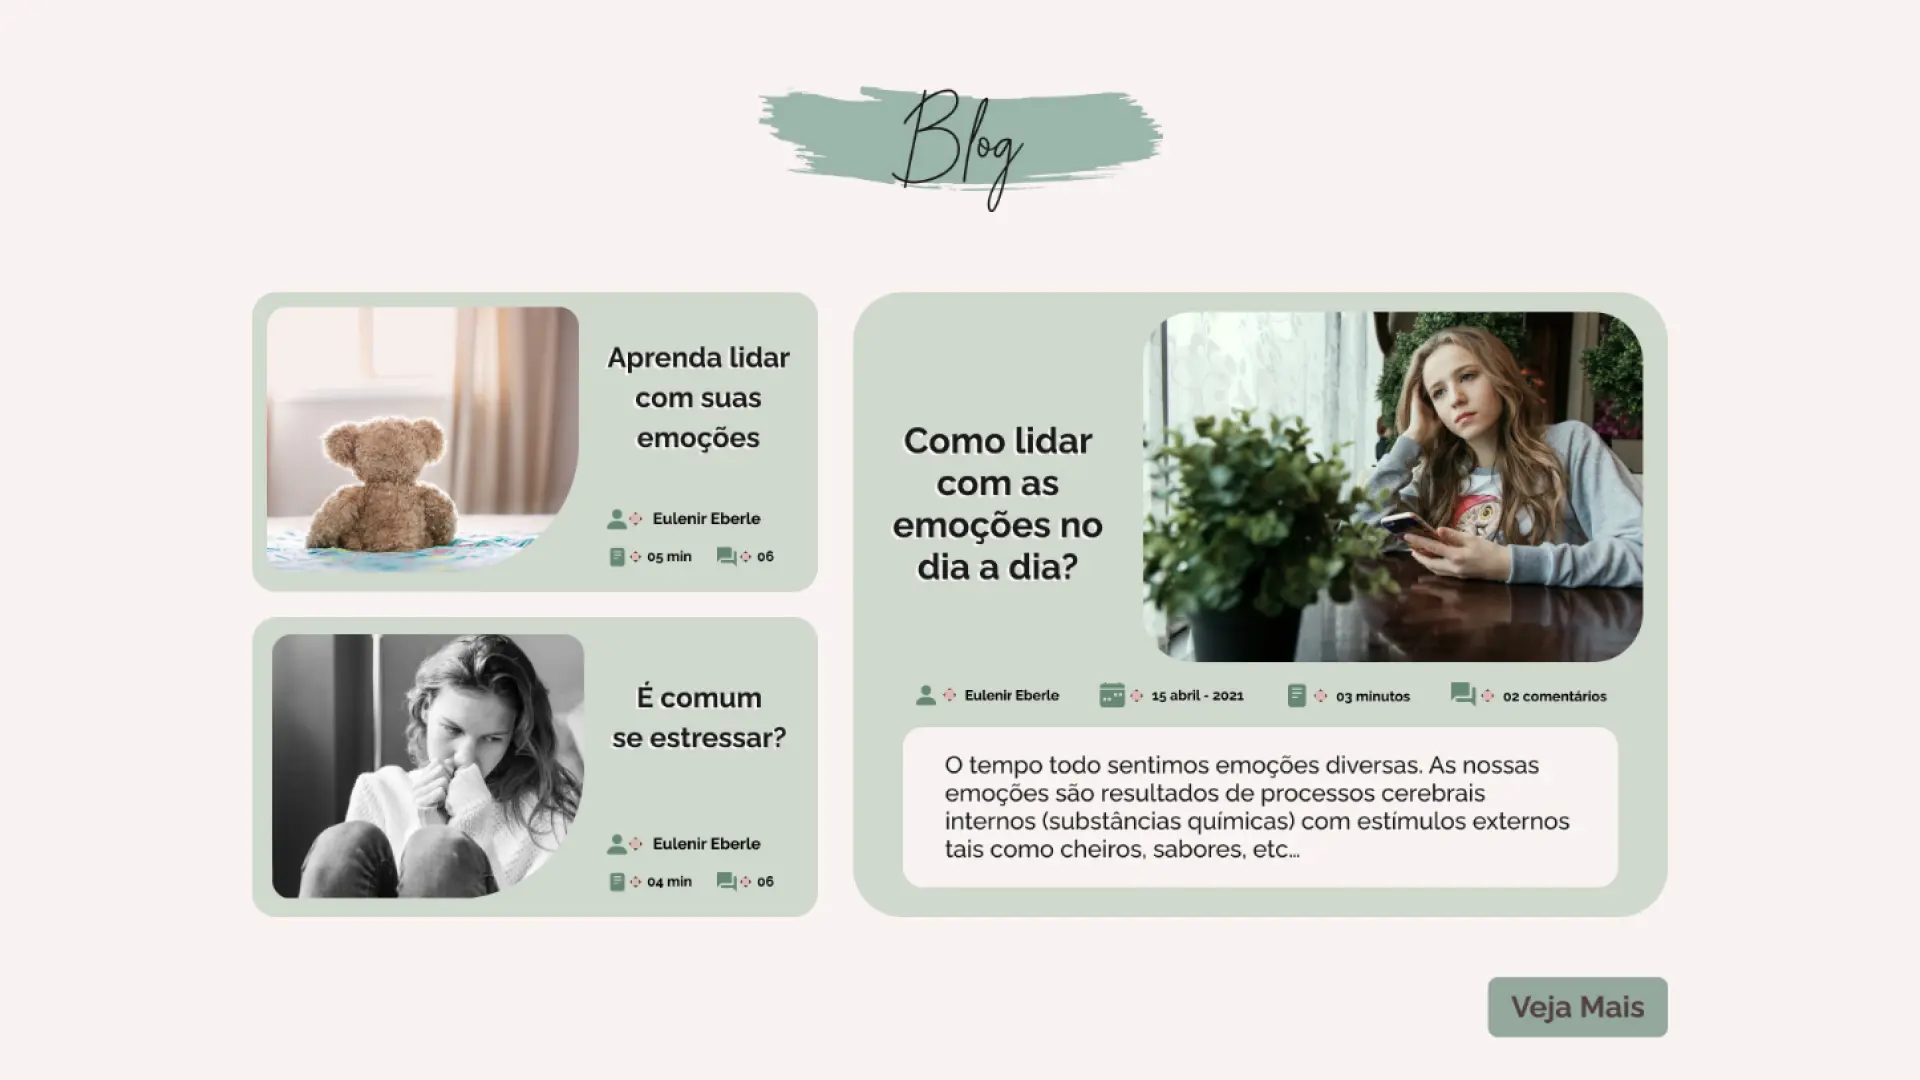 Blog
Aprenda lidar
com suas
emoções
Eulenir Eberle
05 min
06
É comum
se estressar?
Eulenir Eberle
04 min
06
Como lidar
com as
emoções no
dia a dia?
Eulenir Eberle
15 abril - 2021
03 minutos
02 comentários
O tempo todo sentimos emoções diversas. As nossas
emoções são resultados de processos cerebrais
internos (substâncias químicas) com estímulos externos
tais como cheiros, sabores, etc...
Veja Mais